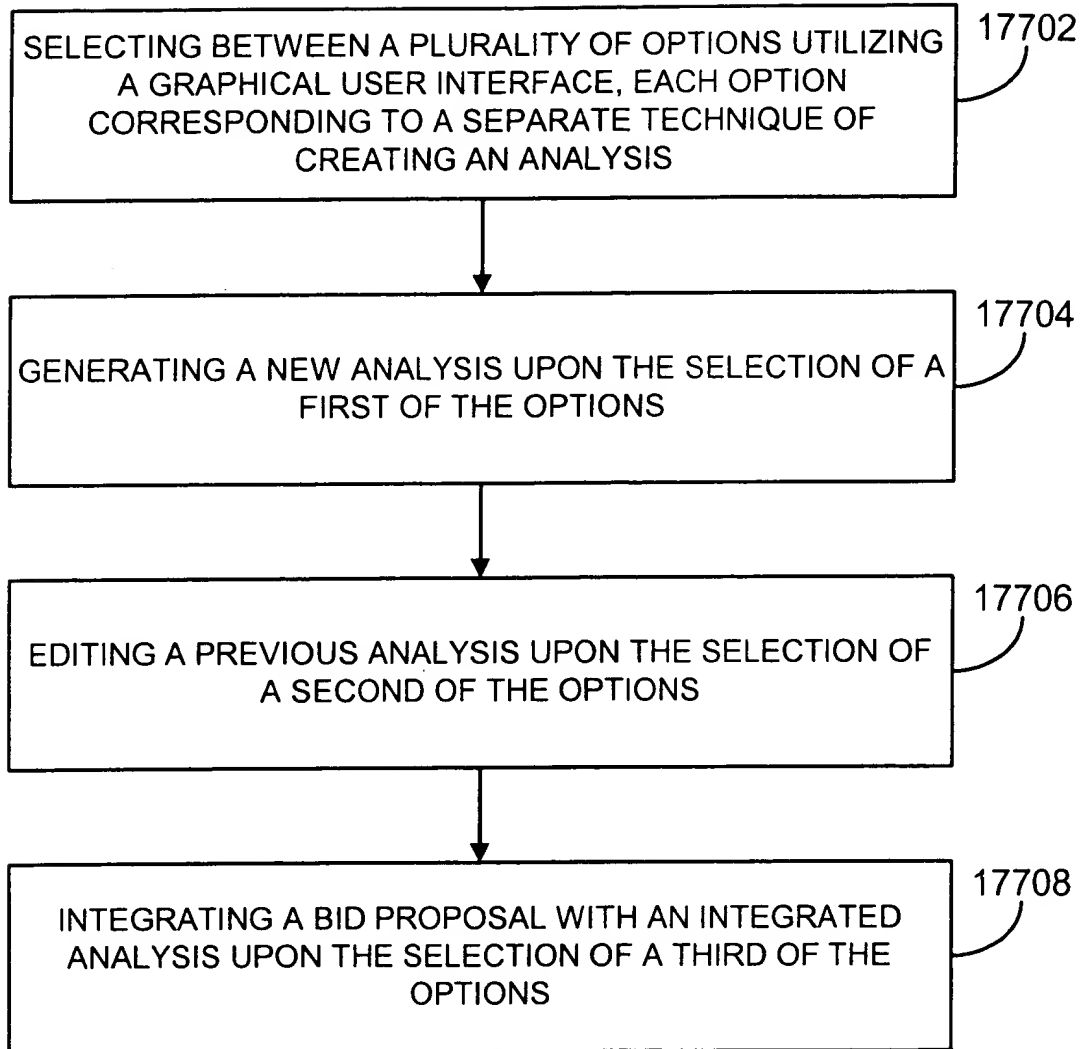 SELECTING BETWEEN A PLURALITY OF OPTIONS UTILIZING
A GRAPHICAL USER INTERFACE, EACH OPTION
CORRESPONDING TO A SEPARATE TECHNIQUE OF
CREATING AN ANALYSIS
17702
GENERATING A NEW ANALYSIS UPON THE SELECTION OF A
FIRST OF THE OPTIONS
17704
EDITING A PREVIOUS ANALYSIS UPON THE SELECTION OF
A SECOND OF THE OPTIONS
17706
INTEGRATING A BID PROPOSAL WITH AN INTEGRATED
ANALYSIS UPON THE SELECTION OF A THIRD OF THE
OPTIONS
17708